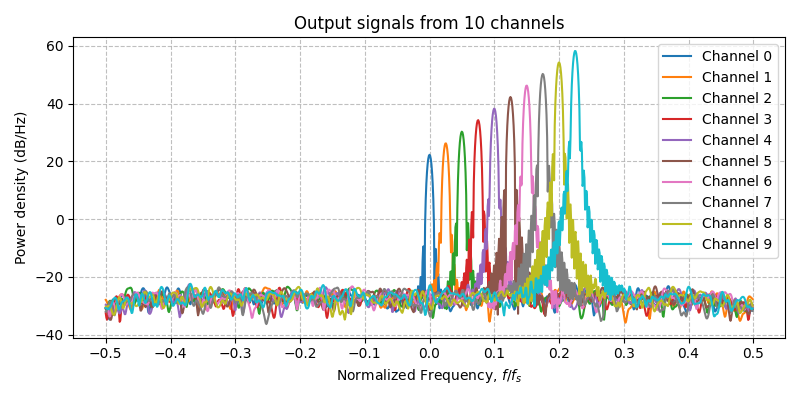 Output signals from 10 channels
Power density (dB/Hz)
60
40
20
0
−20
−40
−0.5
−0.4
−0.3
−0.2
−0.1
0.0
0.1
0.2
0.3
0.4
0.5
Normalized Frequency, f/fₛ
Channel 0
Channel 1
Channel 2
Channel 3
Channel 4
Channel 5
Channel 6
Channel 7
Channel 8
Channel 9